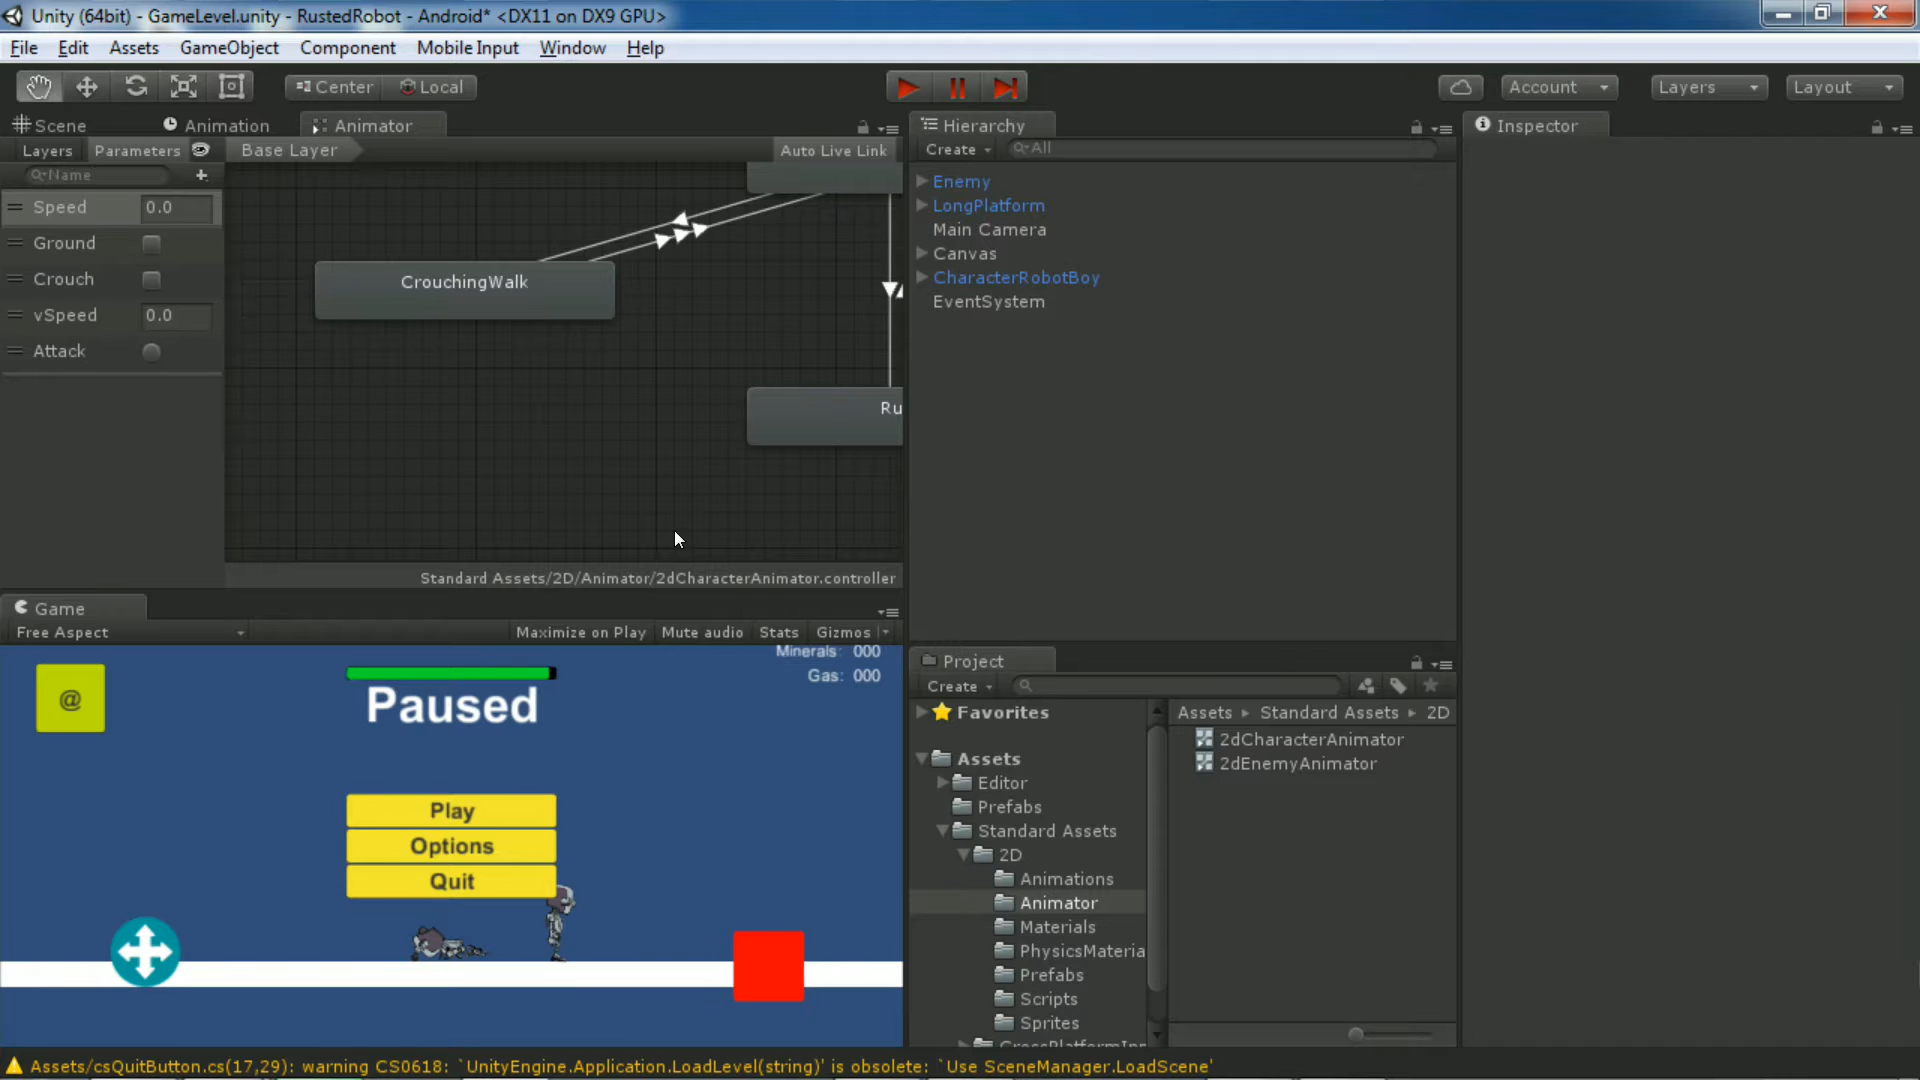 Unity (64bit) - GameLevel.unity - RustedRobot - Android* <DX11 on DX9 GPU>
File Edit Assets GameObject Component Mobile Input Window Help
Center Local Account Layers Layout
Scene Animation Animator
Layers Parameters Base Layer Auto Live Link
Name
Speed 0.0
Ground
Crouch
vSpeed 0.0
Attack
CrouchingWalk
Ru
Standard Assets/2D/Animator/2dCharacterAnimator.controller
Hierarchy
Create All
Enemy
LongPlatform
Main Camera
Canvas
CharacterRobotBoy
EventSystem
Inspector
Game
Free Aspect Maximize on Play Mute audio Stats Gizmos
Minerals: 000
Gas: 000
@
Paused
Play
Options
Quit
Project
Create
Favorites
Assets
Editor
Prefabs
Standard Assets
2D
Animations
Animator
Materials
PhysicsMateria
Prefabs
Scripts
Sprites
CrossPlatformInp
Assets Standard Assets 2D
2dCharacterAnimator
2dEnemyAnimator
Assets/csQuitButton.cs(17,29): warning CS0618: `UnityEngine.Application.LoadLevel(string)' is obsolete: `Use SceneManager.LoadScene'